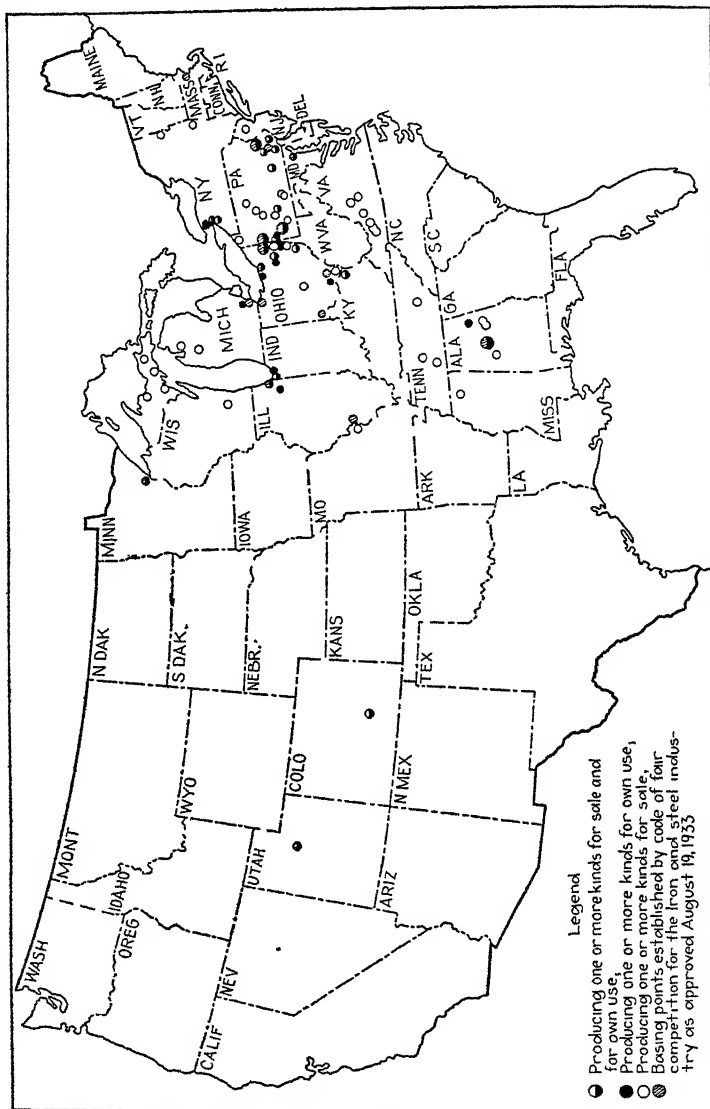 WASH
MONT
N DAK
MINN
MAINE
VT
NH
MASS
CONN
RI
OREG
IDAHO
WYO
S DAK.
WIS
MICH
NY
PA
NJ
DEL
MD
CALIF
NEV
UTAH
COLO
NEBR.
IOWA
ILL
IND
OHIO
WVA
VA
KANS
MO
KY
ARIZ
N MEX
OKLA
ARK
TENN
NC
SC
TEX
LA
MISS
ALA
GA
FLA
Legend
Producing one or more kinds for sale and
for own use,
Producing one or more kinds for own use,
Producing one or more kinds for sale,
Basing points established by code of fair
competition for the Iron and steel indus-
try as approved August 19, 1933